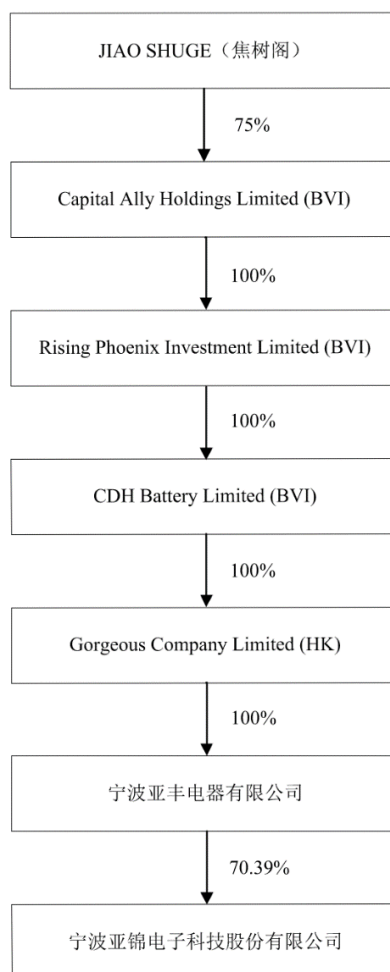 JIAO SHUGE（焦树阁）
75%
Capital Ally Holdings Limited (BVI)
100%
Rising Phoenix Investment Limited (BVI)
100%
CDH Battery Limited (BVI)
100%
Gorgeous Company Limited (HK)
100%
宁波亚丰电器有限公司
70.39%
宁波亚锦电子科技股份有限公司